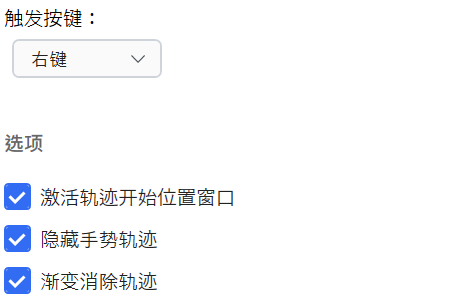 触发按键：
右键
选项
激活轨迹开始位置窗口
隐藏手势轨迹
渐变消除轨迹